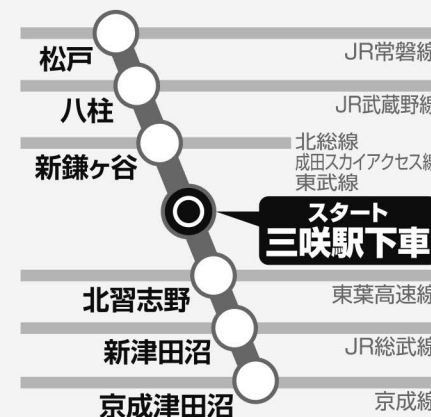 松戸
JR常磐線
八柱
JR武蔵野線
新鎌ヶ谷
北総線
成田スカイアクセス線
東武線
スタート
三咲駅下車
北習志野
東葉高速線
新津田沼
JR総武線
京成津田沼
京成線